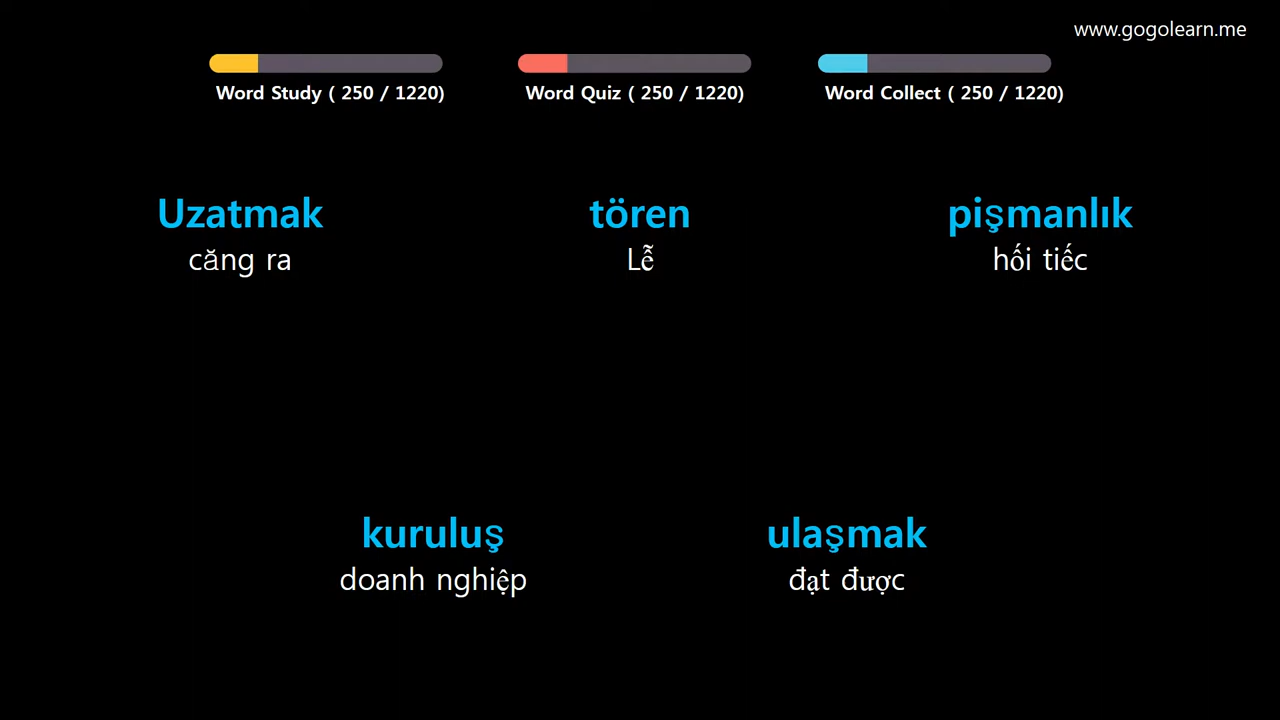 www.gogolearn.me
Word Study ( 250 / 1220)
Word Quiz ( 250 / 1220)
Word Collect ( 250 / 1220)
Uzatmak
căng ra
tören
Lễ
pişmanlık
hối tiếc
kuruluş
doanh nghiệp
ulaşmak
đạt được